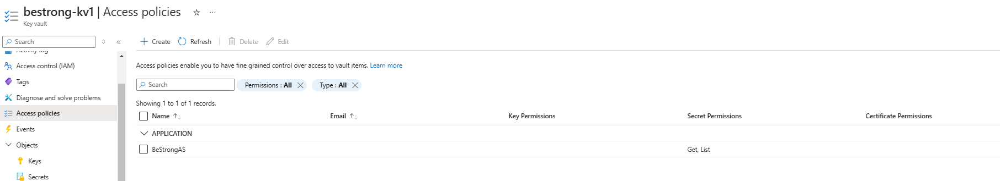 bestrong-kv1 | Access policies
Key vault
Search
Activity log
Access control (IAM)
Tags
Diagnose and solve problems
Access policies
Events
Objects
Keys
Secrets
Create Refresh Delete Edit
Access policies enable you to have fine grained control over access to vault items. Learn more
Search Permissions : All Type : All
Showing 1 to 1 of 1 records.
Name Email Key Permissions Secret Permissions Certificate Permissions
APPLICATION
BeStrongAS Get, List